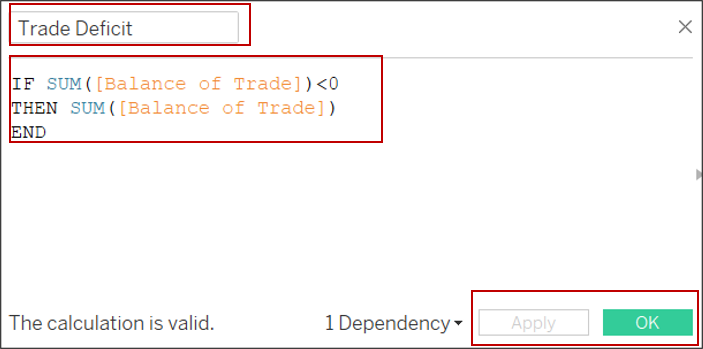 Trade Deficit
IF SUM([Balance of Trade])<0
THEN SUM([Balance of Trade])
END
The calculation is valid. 1 Dependency Apply OK